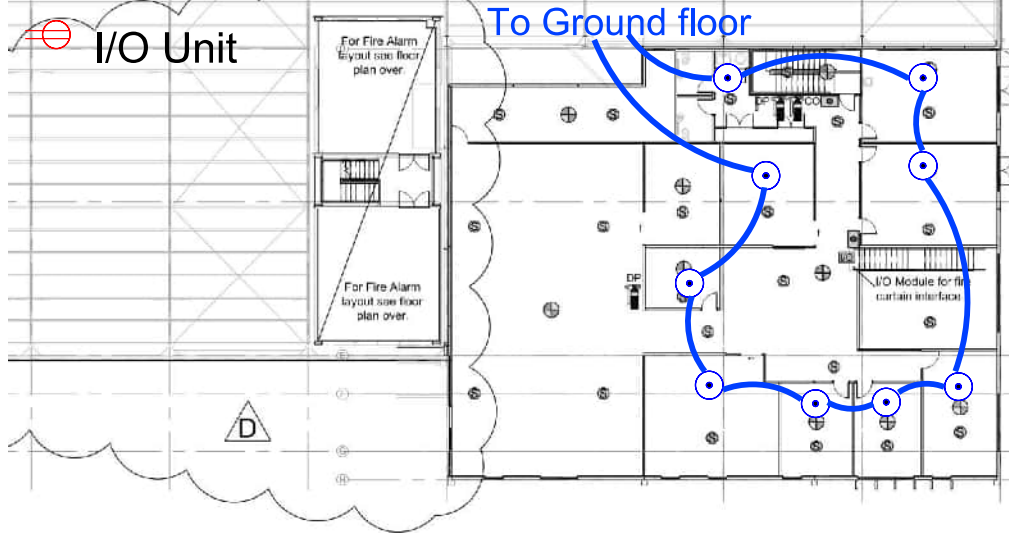 To Ground floor
I/O Unit
For Fire Alarm
layout see floor
plan over.
DP
CO
I/O
I/O Module for fire
curtain interface
DP
For Fire Alarm
layout see floor
plan over.
D